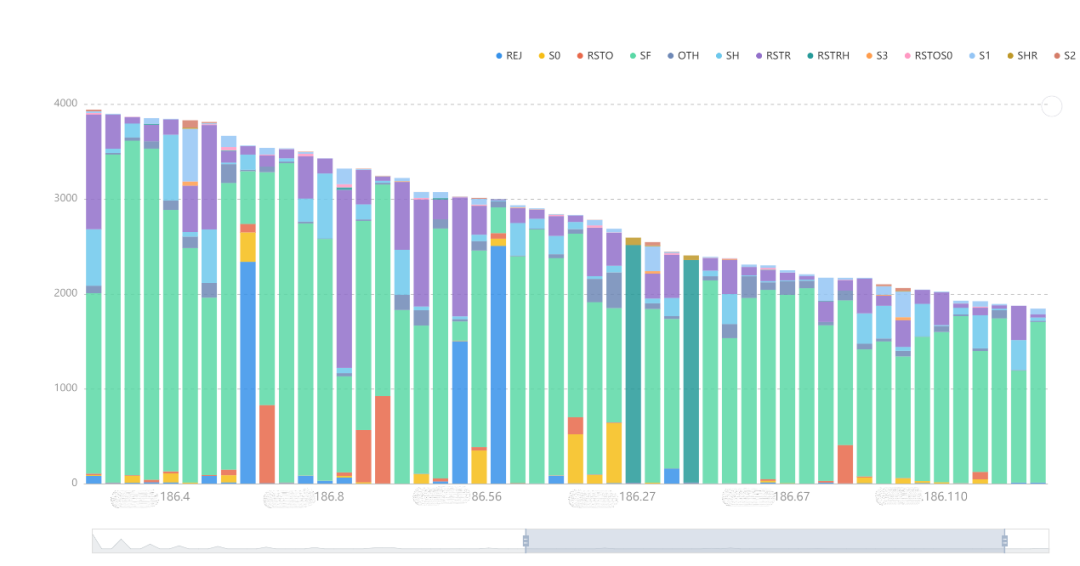 REJ S0 RSTO SF OTH SH RSTR RSTRH S3 RSTOS0 S1 SHR S2
4000
3000
2000
1000
0
.186.4 186.8 86.56 .186.27 .186.67 .186.110